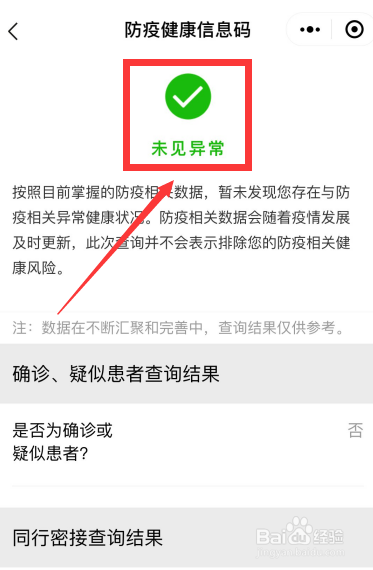 防疫健康信息码
未见异常
按照目前掌握的防疫相关数据，暂未发现您存在与防
疫相关异常健康状况。防疫相关数据会随着疫情发展
及时更新，此次查询并不会表示排除您的防疫相关健
康风险。
注：数据在不断汇聚和完善中，查询结果仅供参考。
确诊、疑似患者查询结果
是否为确诊或
疑似患者?
否
同行密接查询结果
Baidu经验
jingyan.baidu.com